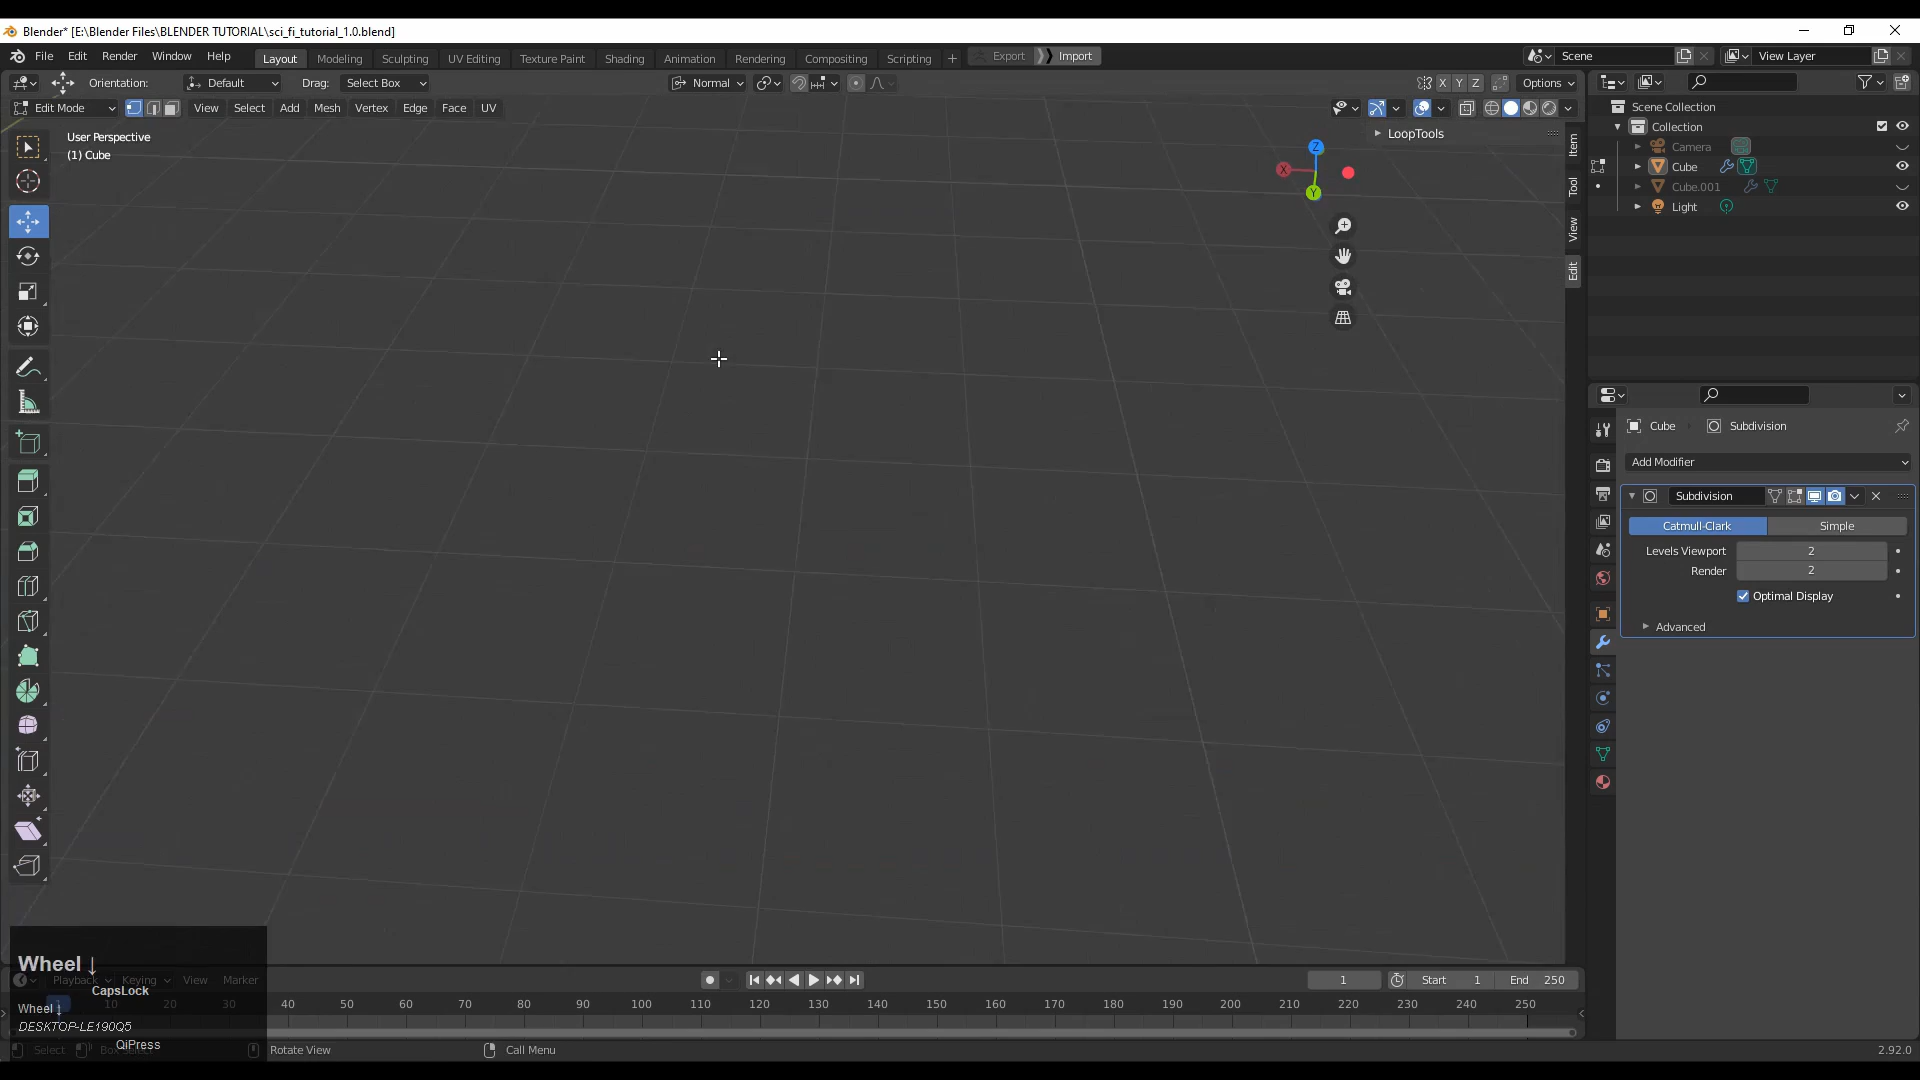 Blender* [E:\Blender Files\BLENDER TUTORIAL\sci_fi_tutorial_1.0.blend]
File Edit Render Window Help Layout Modeling Sculpting UV Editing Texture Paint Shading Animation Rendering Compositing Scripting + Export Import Scene View Layer
Orientation: Default Drag: Select Box Normal X Y Z Options
Edit Mode View Select Add Mesh Vertex Edge Face UV
User Perspective
(1) Cube
LoopTools
Z
X
Y
Item
Tool
View
Edit
Scene Collection
Collection
Camera
Cube
Cube.001
Light
Cube Subdivision
Add Modifier
Subdivision
Catmull-Clark Simple
Levels Viewport 2
Render 2
Optimal Display
Advanced
Wheel ↓
Playback Keying View Marker 1 Start 1 End 250
CapsLock
1 10 20 30 40 50 60 70 80 90 100 110 120 130 140 150 160 170 180 190 200 210 220 230 240 250
Wheel ↓
DESKTOP-LE190Q5
QiPress
Select Box Select Rotate View Call Menu 2.92.0